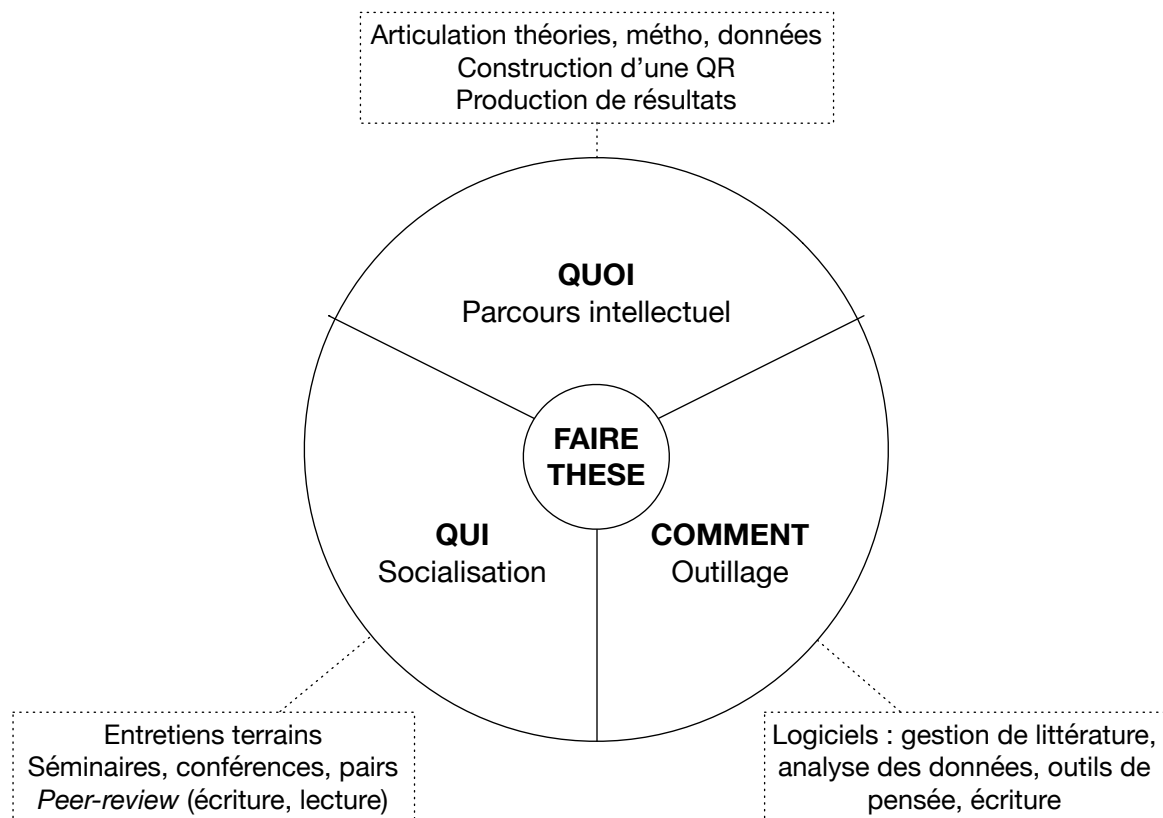 Articulation théories, métho, données
Construction d’une QR
Production de résultats
QUOI
Parcours intellectuel
FAIRE
THESE
QUI
Socialisation
COMMENT
Outillage
Entretiens terrains
Séminaires, conférences, pairs
Peer-review (écriture, lecture)
Logiciels : gestion de littérature,
analyse des données, outils de
pensée, écriture